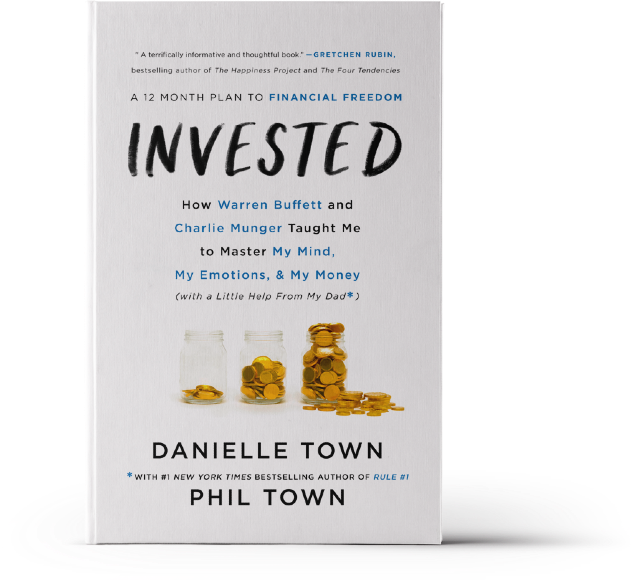 " A terrifically informative and thoughtful book." —GRETCHEN RUBIN,
bestselling author of The Happiness Project and The Four Tendencies
A 12 MONTH PLAN TO FINANCIAL FREEDOM
INVESTED
How Warren Buffett and
Charlie Munger Taught Me
to Master My Mind,
My Emotions, & My Money
(with a Little Help From My Dad*)
DANIELLE TOWN
*WITH #1 NEW YORK TIMES BESTSELLING AUTHOR OF RULE #1
PHIL TOWN